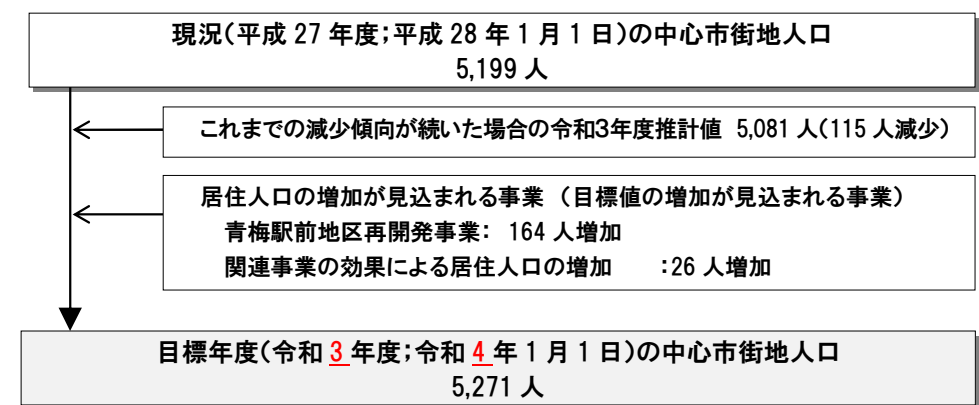 現況(平成 27 年度;平成 28 年 1 月 1 日)の中心市街地人口
5,199 人
これまでの減少傾向が続いた場合の令和3年度推計値 5,081 人(115 人減少)
居住人口の増加が見込まれる事業 (目標値の増加が見込まれる事業)
青梅駅前地区再開発事業: 164 人増加
関連事業の効果による居住人口の増加 :26 人増加
目標年度(令和 3 年度;令和 4 年 1 月 1 日)の中心市街地人口
5,271 人